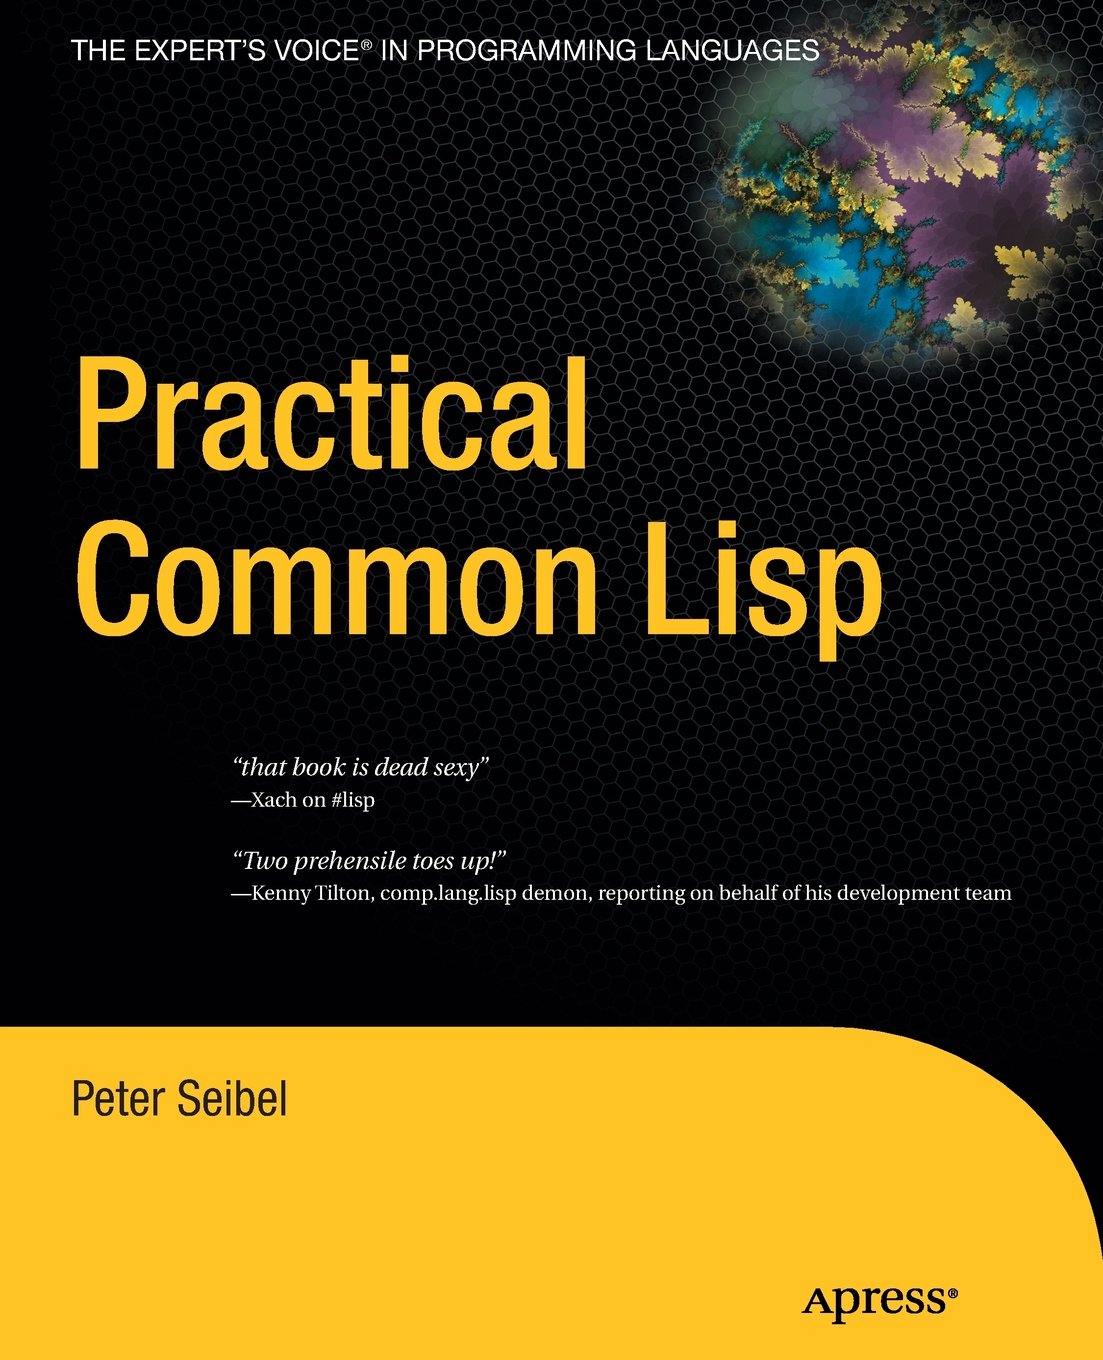 THE EXPERT’S VOICE® IN PROGRAMMING LANGUAGES
Practical
Common Lisp
“that book is dead sexy”
—Xach on #lisp
“Two prehensile toes up!”
—Kenny Tilton, comp.lang.lisp demon, reporting on behalf of his development team
Peter Seibel
Apress®